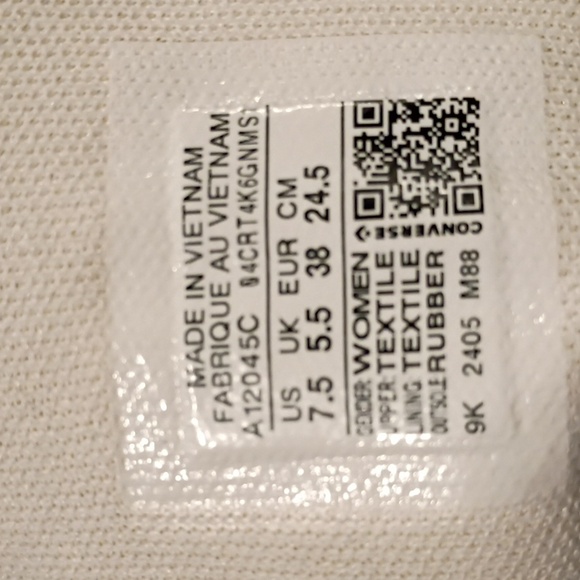 MADE IN VIETNAM
FABRIQUE AU VIETNAM
A12045C 04CRT4K6GNMS
US UK EUR CM
7.5 5.5 38 24.5
GENDER WOMEN
UPPER: TEXTILE
LINING: TEXTILE
OUTSOLE RUBBER
9K 2405 M88
CONVERSE